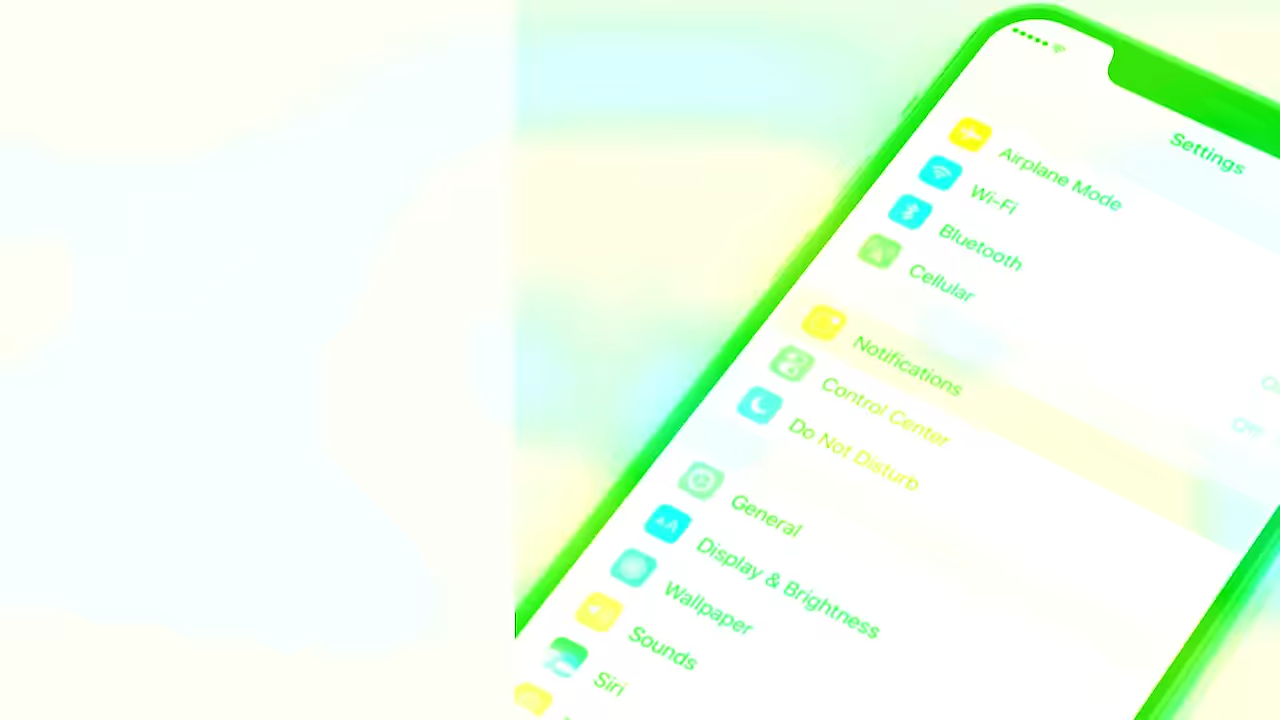 Settings
Airplane Mode
Wi-Fi
Bluetooth
Cellular
Notifications
Control Center
Off
Do Not Disturb
General
Display & Brightness
Wallpaper
Sounds
Siri